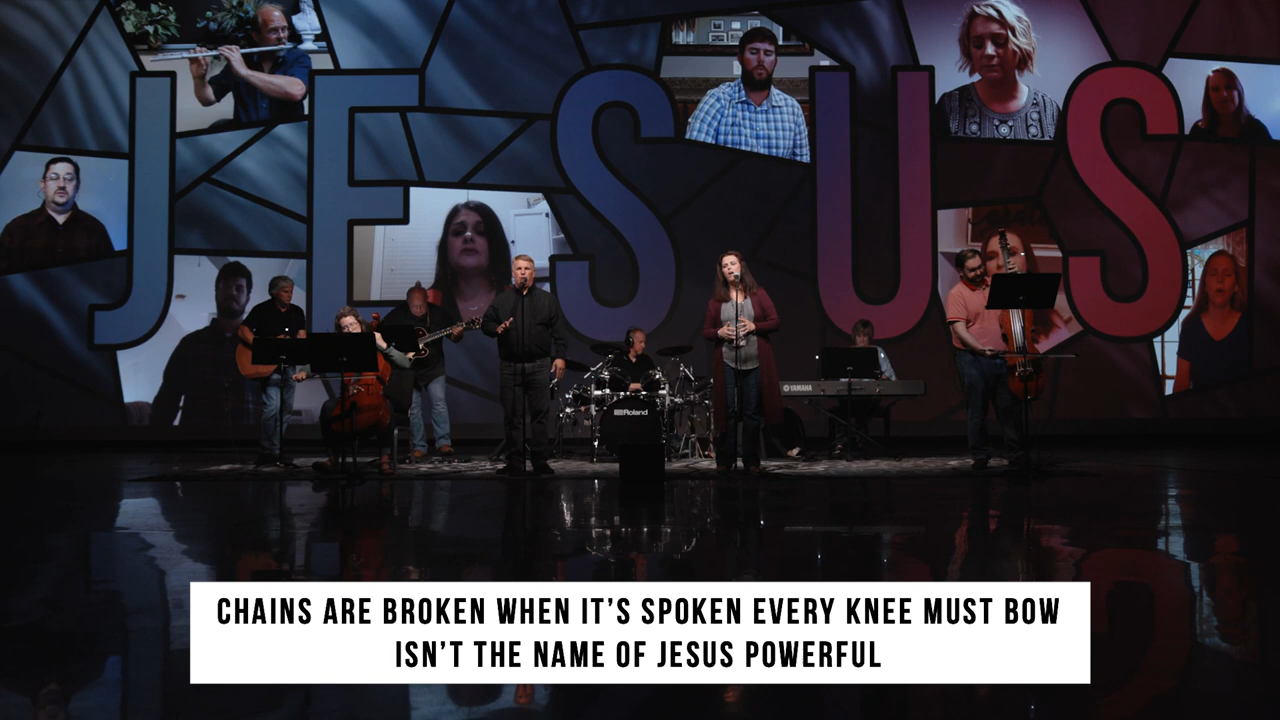 JESUS
YAMAHA
Roland
CHAINS ARE BROKEN WHEN IT'S SPOKEN EVERY KNEE MUST BOW
ISN'T THE NAME OF JESUS POWERFUL